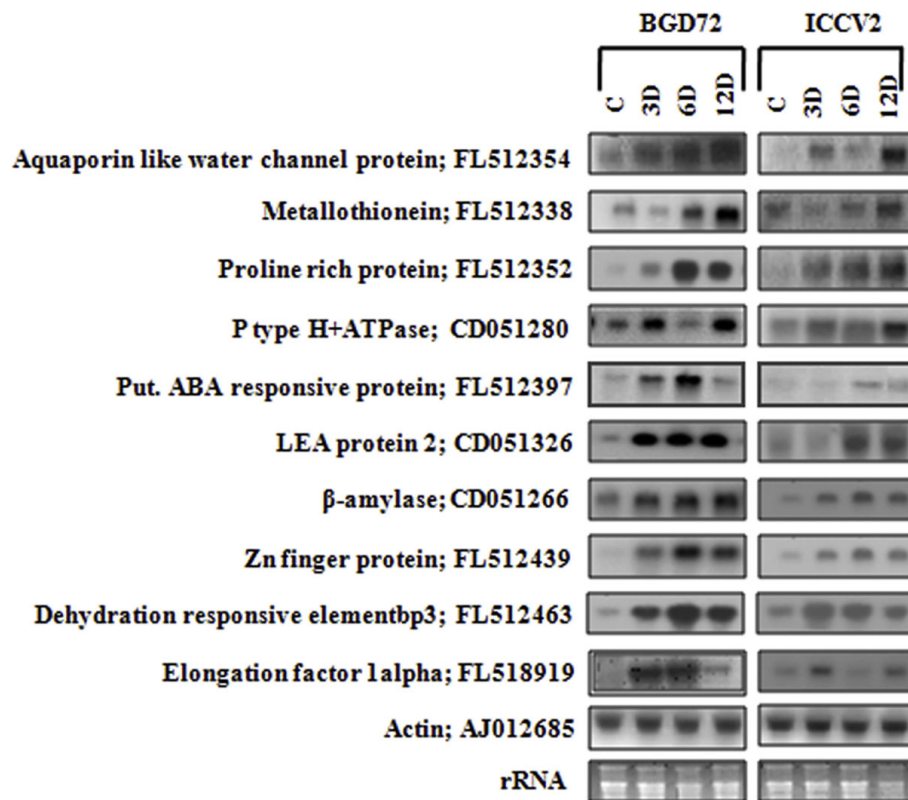 BGD72 ICCV2
C 3D 6D 12D C 3D 6D 12D
Aquaporin like water channel protein; FL512354
Metallothionein; FL512338
Proline rich protein; FL512352
P type H+ATPase; CD051280
Put. ABA responsive protein; FL512397
LEA protein 2; CD051326
β-amylase; CD051266
Zn finger protein; FL512439
Dehydration responsive elementbp3; FL512463
Elongation factor 1alpha; FL518919
Actin; AJ012685
rRNA